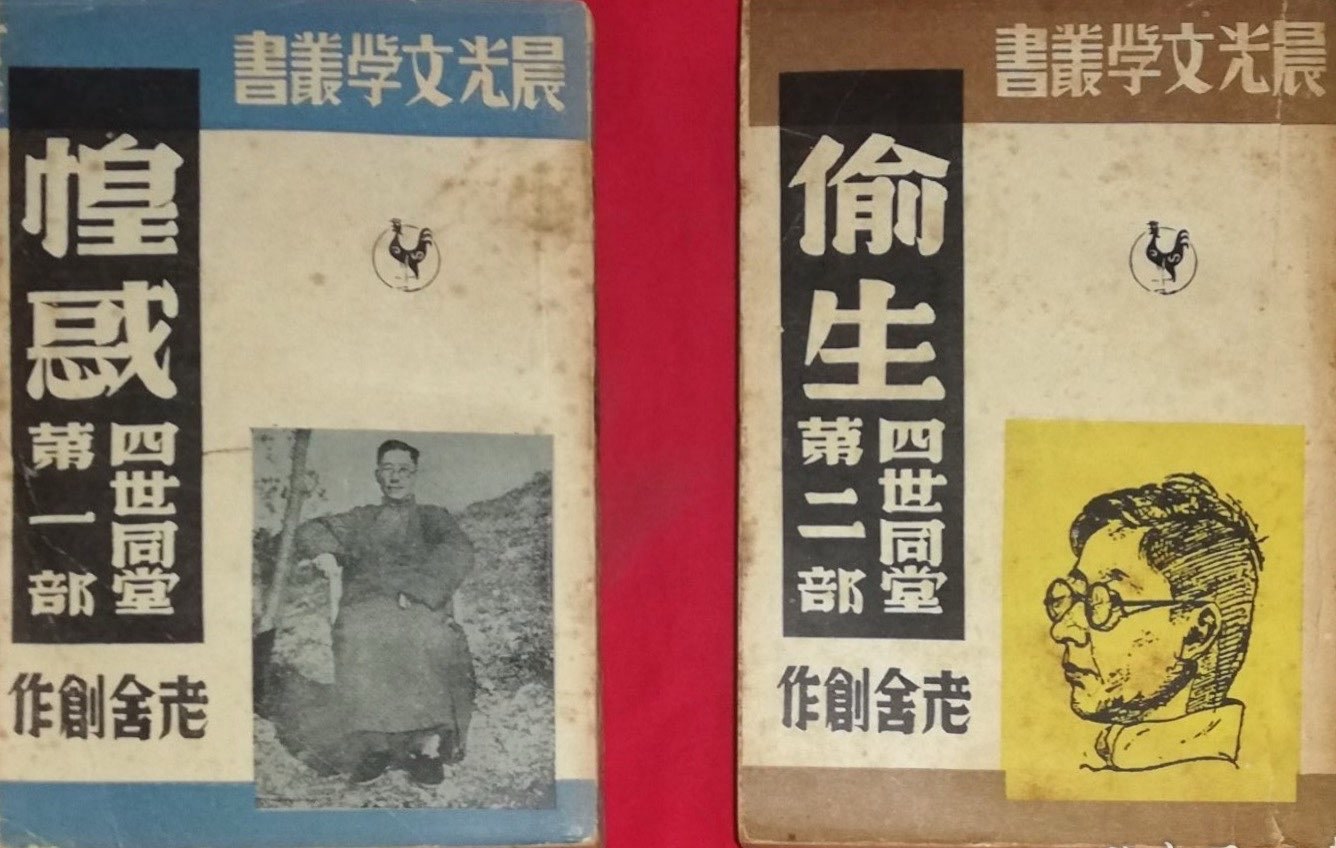 晨光文学叢書
惶惑
四世同堂
第一部
老舍創作
晨光文学叢書
偷生
四世同堂
第二部
老舍創作